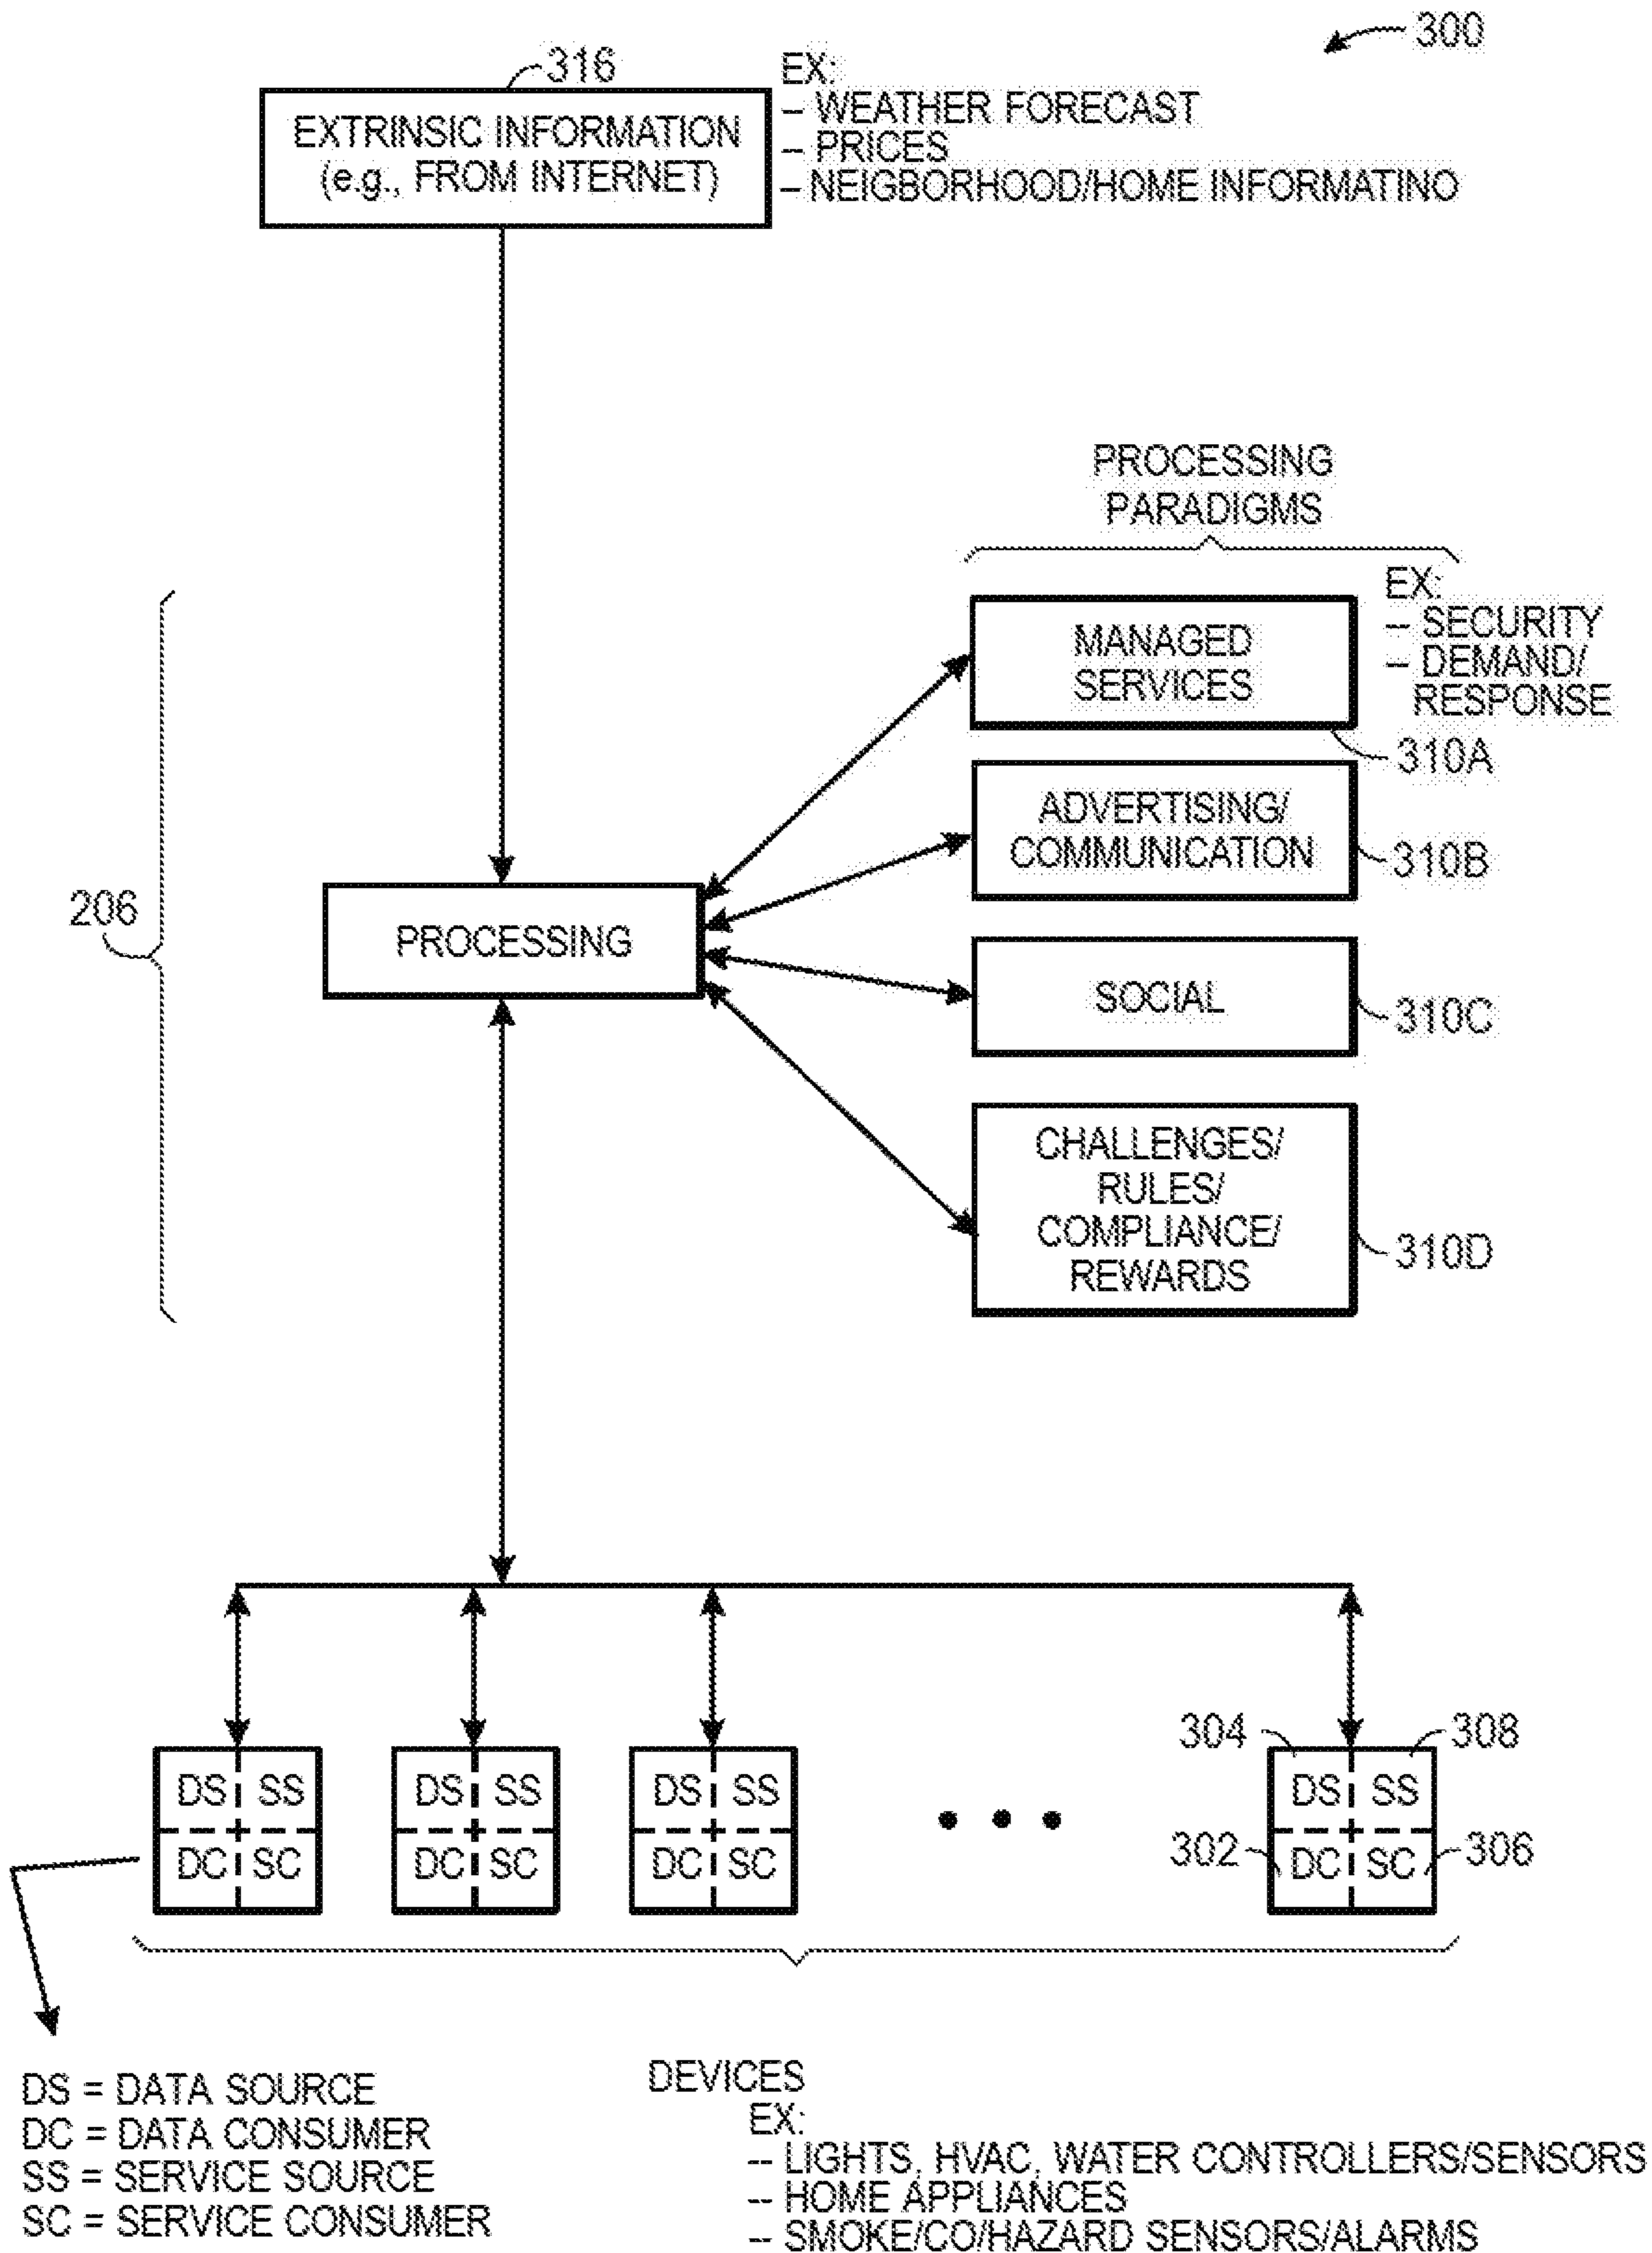 300
316
EXTRINSIC INFORMATION
(e.g., FROM INTERNET)
EX:
-- WEATHER FORECAST
-- PRICES
-- NEIGBORHOOD/HOME INFORMATINO
PROCESSING
PARADIGMS
MANAGED
SERVICES
EX:
-- SECURITY
-- DEMAND/
RESPONSE
310A
ADVERTISING/
COMMUNICATION
310B
206
PROCESSING
SOCIAL
310C
CHALLENGES/
RULES/
COMPLIANCE/
REWARDS
310D
304
308
DS SS
DC SC
DS SS
DC SC
DS SS
DC SC
DS SS
DC SC
302
306
DS = DATA SOURCE
DC = DATA CONSUMER
SS = SERVICE SOURCE
SC = SERVICE CONSUMER
DEVICES
EX:
-- LIGHTS, HVAC, WATER CONTROLLERS/SENSORS
-- HOME APPLIANCES
-- SMOKE/CO/HAZARD SENSORS/ALARMS